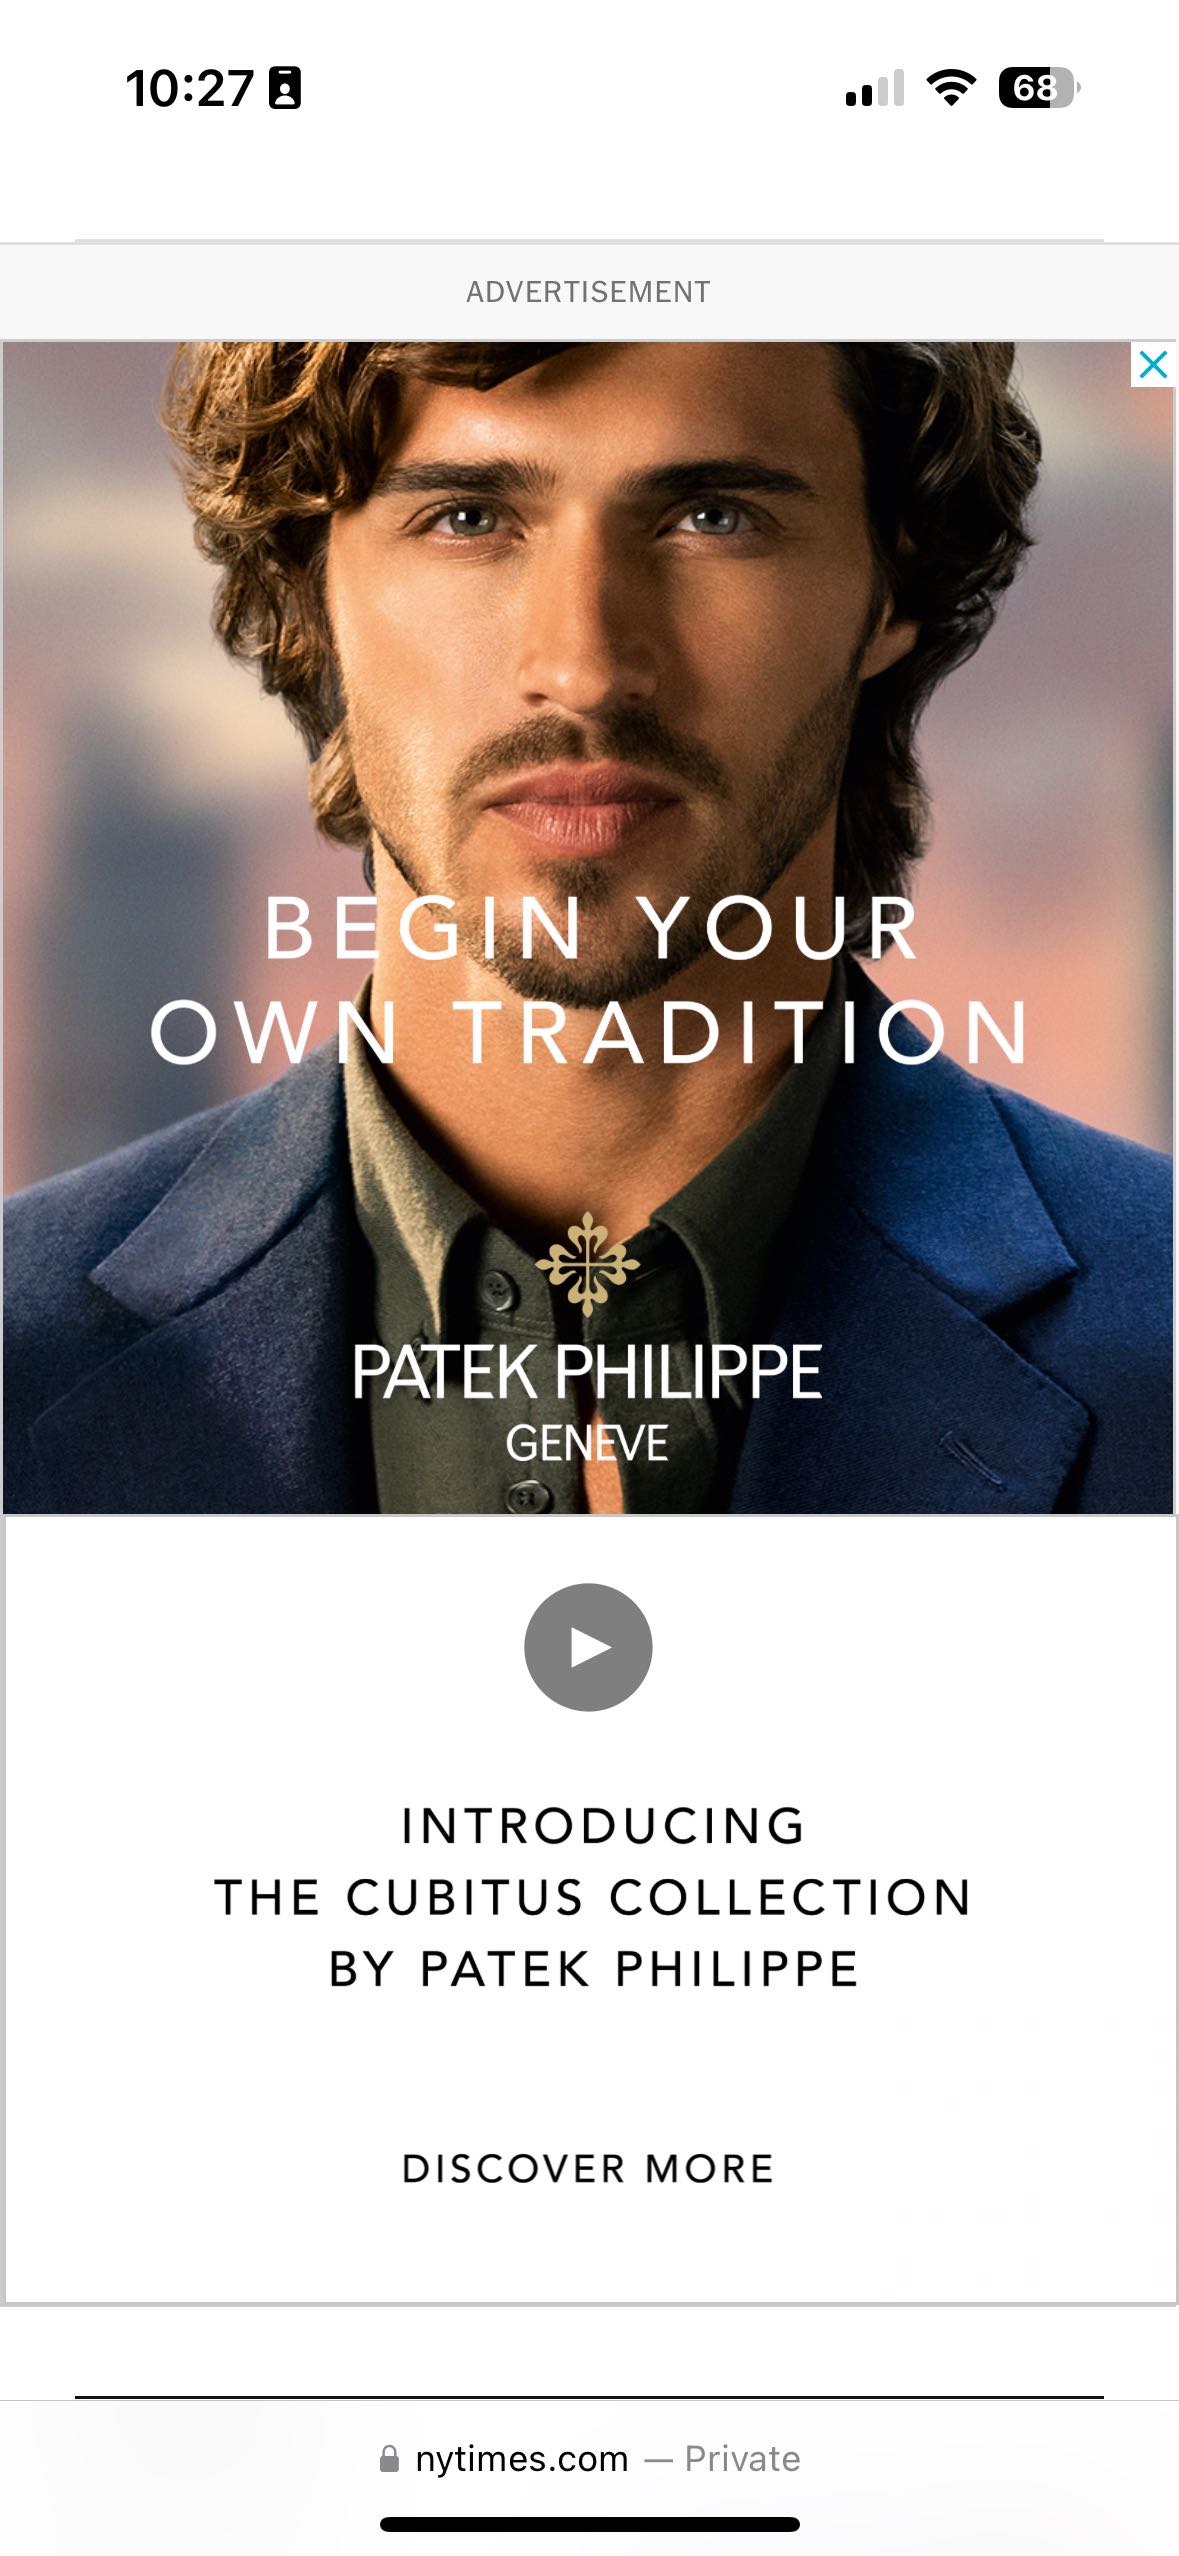 10:27
68
ADVERTISEMENT
BEGIN YOUR
OWN TRADITION
PATEK PHILIPPE
GENEVE
INTRODUCING
THE CUBITUS COLLECTION
BY PATEK PHILIPPE
DISCOVER MORE
nytimes.com — Private